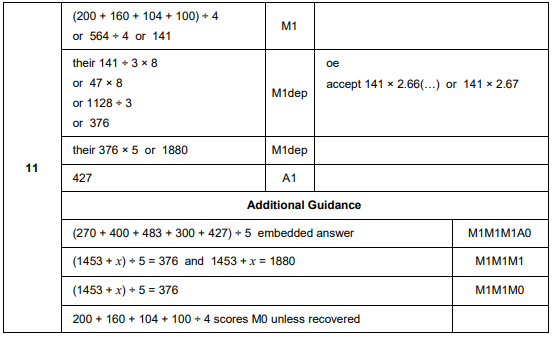 (200 + 160 + 104 + 100) ÷ 4
or 564 ÷ 4 or 141
M1
their 141 ÷ 3 × 8
or 47 × 8
or 1128 ÷ 3
or 376
M1dep
oe
accept 141 × 2.66(…) or 141 × 2.67
their 376 × 5 or 1880
M1dep
11
427
A1
Additional Guidance
(270 + 400 + 483 + 300 + 427) ÷ 5 embedded answer
M1M1M1A0
(1453 + x) ÷ 5 = 376 and 1453 + x = 1880
M1M1M1
(1453 + x) ÷ 5 = 376
M1M1M0
200 + 160 + 104 + 100 ÷ 4 scores M0 unless recovered